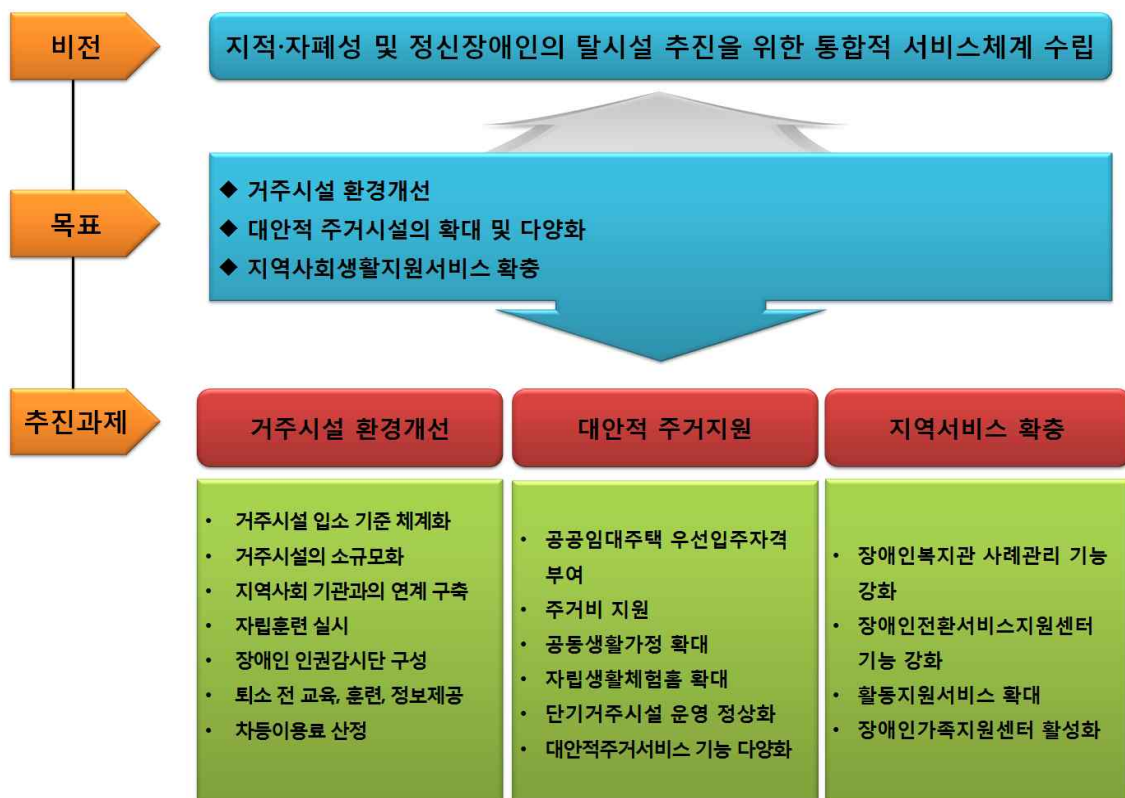 비전
지적·자폐성 및 정신장애인의 탈시설 추진을 위한 통합적 서비스체계 수립
목표
◆ 거주시설 환경개선
◆ 대안적 주거시설의 확대 및 다양화
◆ 지역사회생활지원서비스 확충
추진과제
거주시설 환경개선
• 거주시설 입소 기준 체계화
• 거주시설의 소규모화
• 지역사회 기관과의 연계 구축
• 자립훈련 실시
• 장애인 인권감시단 구성
• 퇴소 전 교육, 훈련, 정보제공
• 차등이용료 산정
대안적 주거지원
• 공공임대주택 우선입주자격
부여
• 주거비 지원
• 공동생활가정 확대
• 자립생활체험홈 확대
• 단기거주시설 운영 정상화
• 대안적주거서비스 기능 다양화
지역서비스 확충
• 장애인복지관 사례관리 기능
강화
• 장애인전환서비스지원센터
기능 강화
• 활동지원서비스 확대
• 장애인가족지원센터 활성화